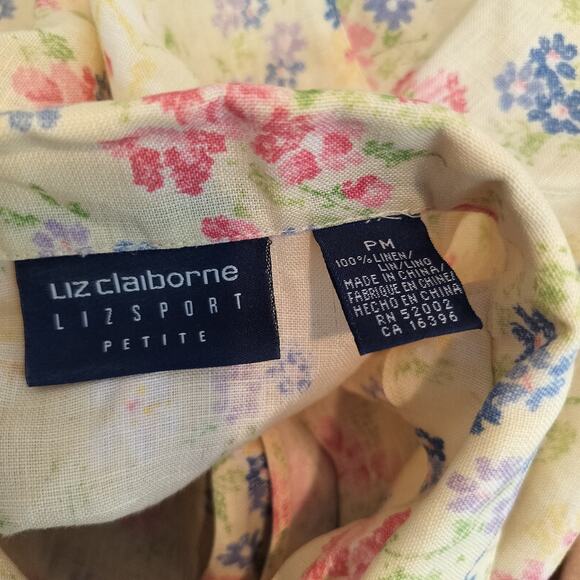 Liz claiborne
LIZSPORT
PETITE
PM
100% LINEN/
LIN/LINO
MADE IN CHINA/
FABRIQUE EN CHINE/
HECHO EN CHINA
RN 52002
CA 16396